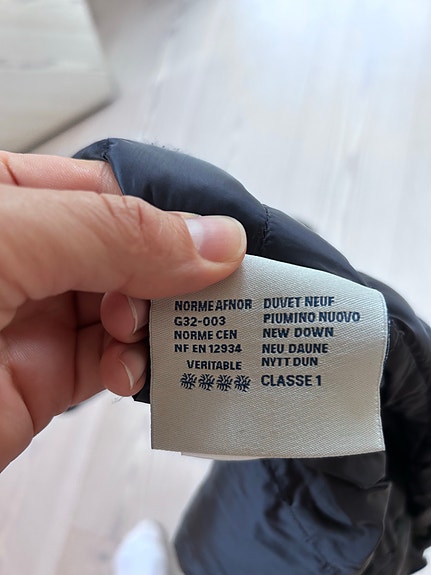 NORME AFNOR
G32-003
NORME CEN
NF EN 12934
VERITABLE
DUVET NEUF
PIUMINO NUOVO
NEW DOWN
NEU DAUNE
NYTT DUN
CLASSE 1